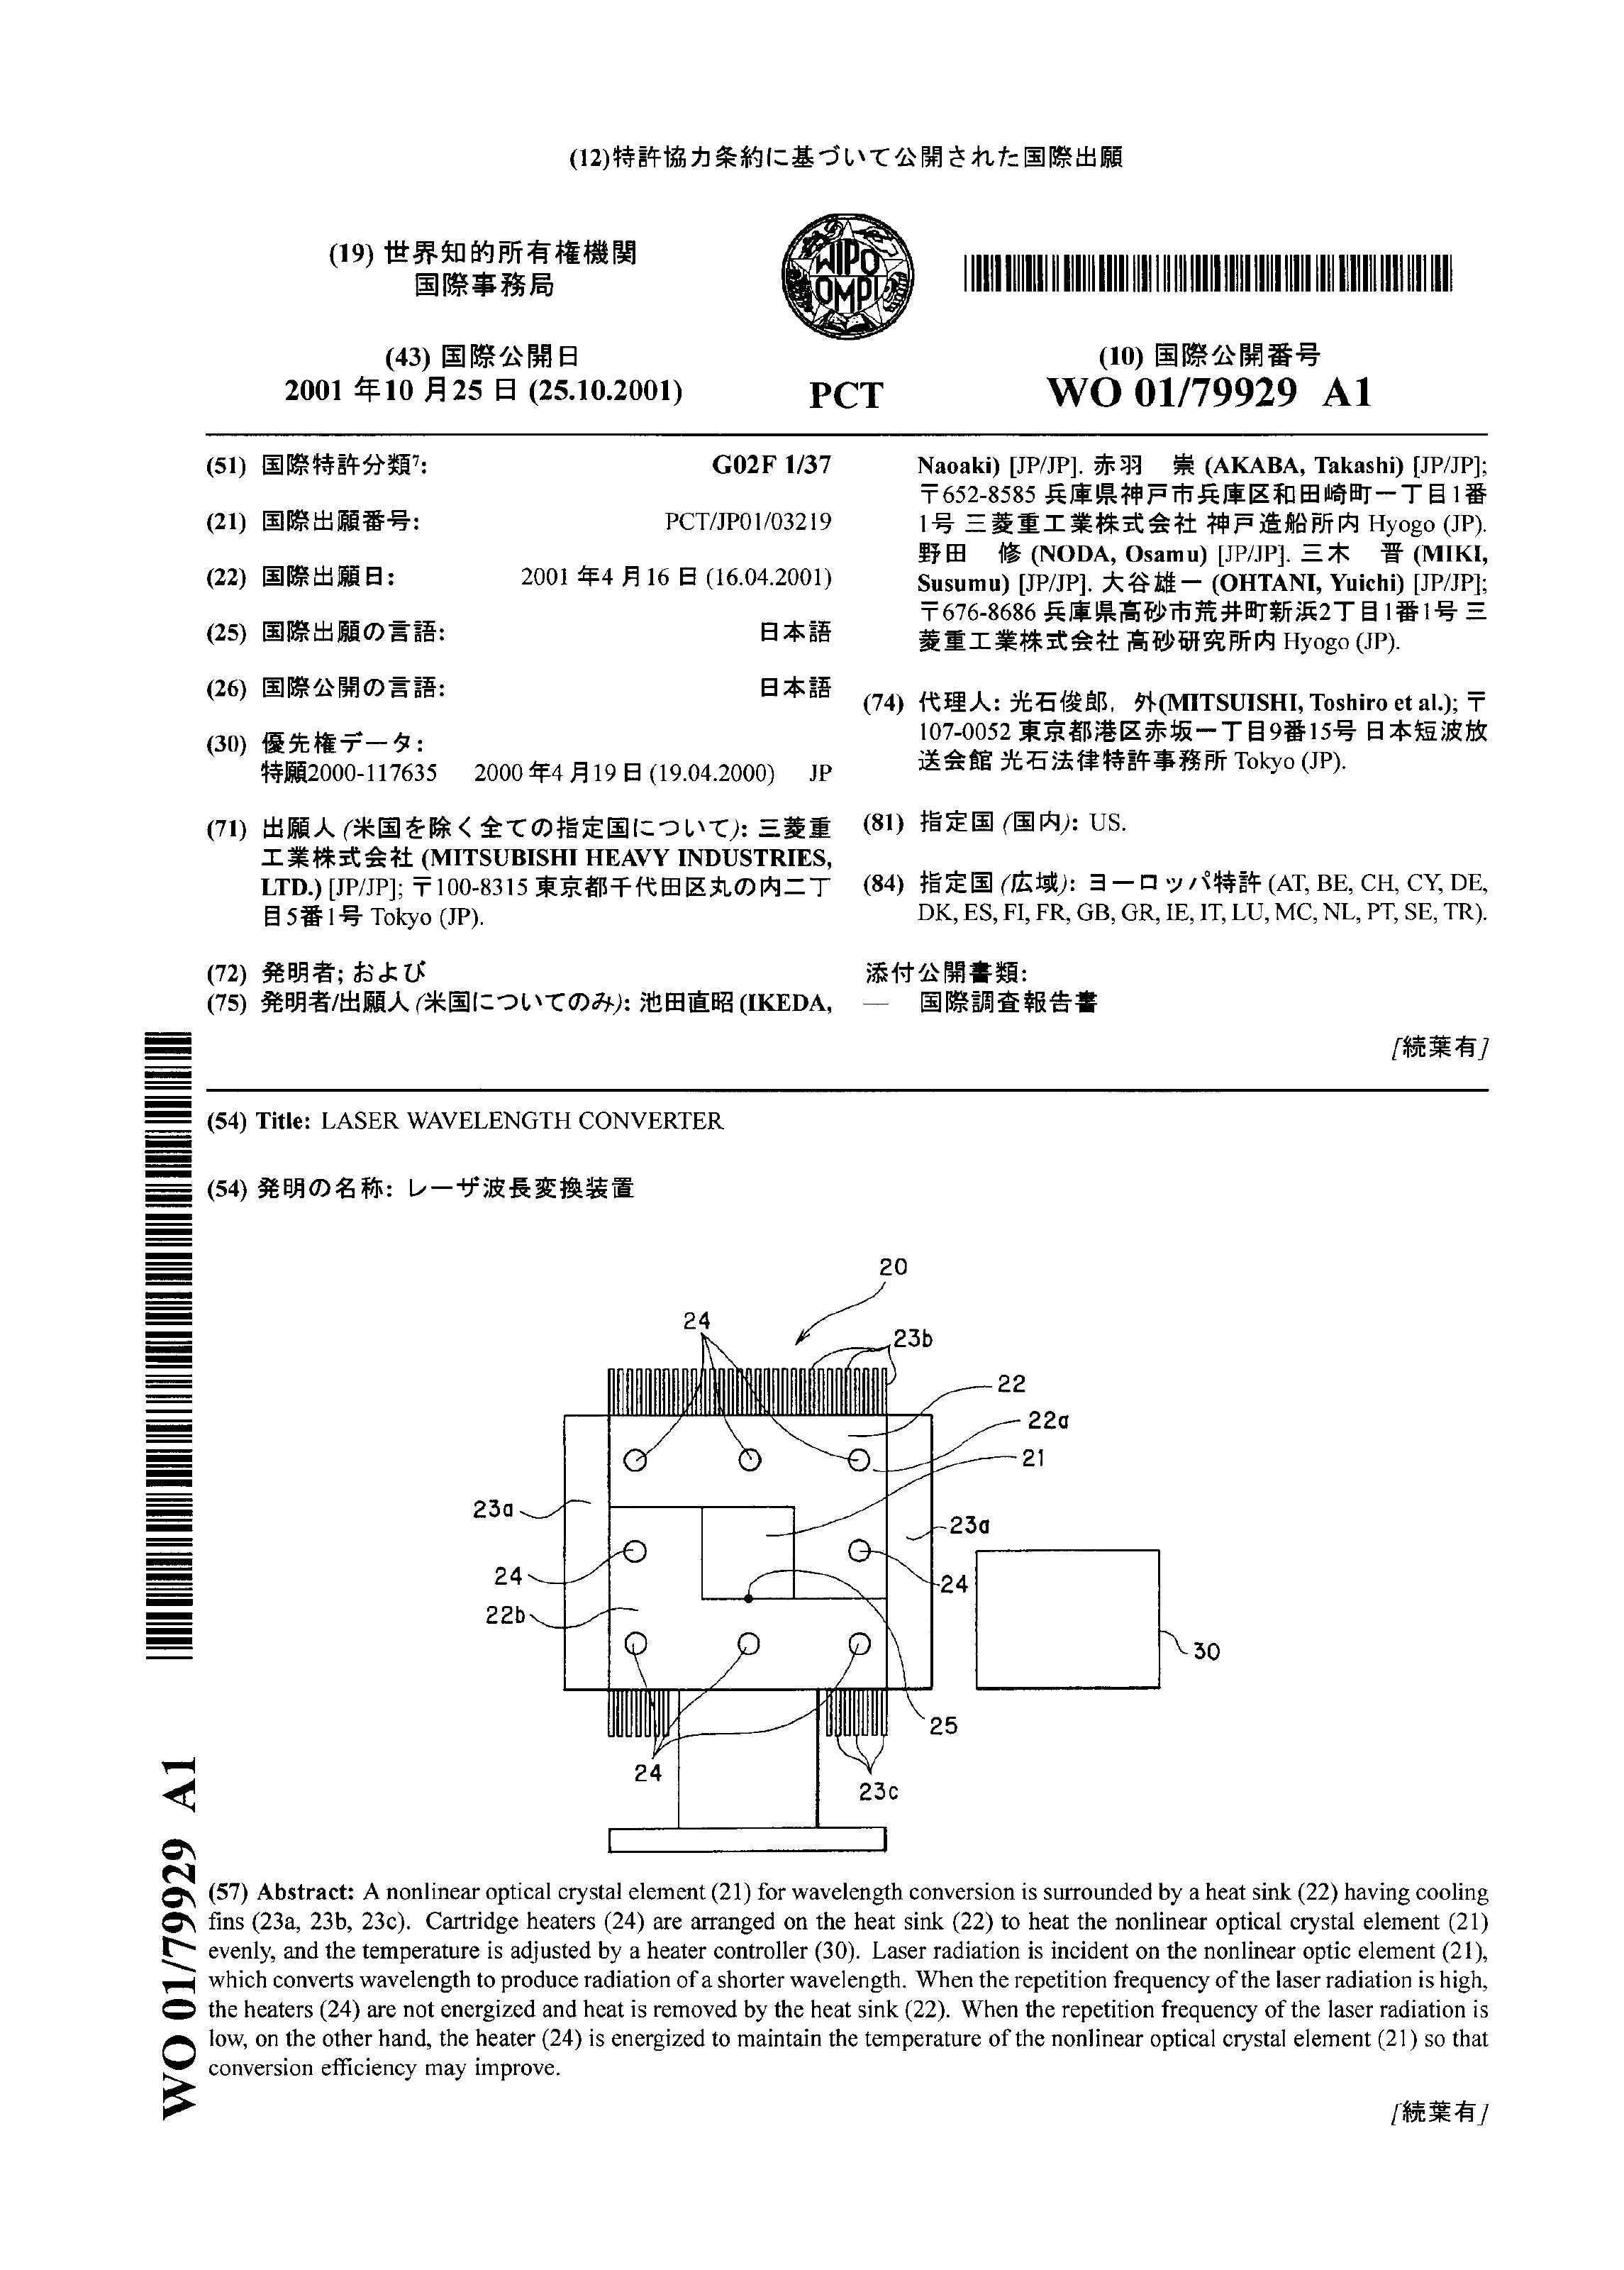 (12)特許協力条約に基づいて公開された国際出願
(19) 世界知的所有権機関
国際事務局
WIPO
OMPI
(43) 国際公開日
2001 年10 月25 日 (25.10.2001)
PCT
(10) 国際公開番号
WO 01/79929 A1
(51) 国際特許分類7: G02F 1/37
(21) 国際出願番号: PCT/JP01/03219
(22) 国際出願日: 2001 年4 月16 日 (16.04.2001)
(25) 国際出願の言語: 日本語
(26) 国際公開の言語: 日本語
(30) 優先権データ:
特願2000-117635 2000 年4 月19 日 (19.04.2000) JP
(71) 出願人 (米国を除く全ての指定国について): 三菱重
工業株式会社 (MITSUBISHI HEAVY INDUSTRIES,
LTD.) [JP/JP]; 〒100-8315 東京都千代田区丸の内二丁
目5番1号 Tokyo (JP).
(72) 発明者; および
(75) 発明者/出願人 (米国についてのみ): 池田直昭 (IKEDA,
Naoaki) [JP/JP]. 赤羽 崇 (AKABA, Takashi) [JP/JP];
〒652-8585 兵庫県神戸市兵庫区和田崎町一丁目1番
1号 三菱重工業株式会社 神戸造船所内 Hyogo (JP).
野田 修 (NODA, Osamu) [JP/JP]. 三木 晋 (MIKI,
Susumu) [JP/JP]. 大谷雄一 (OHTANI, Yuichi) [JP/JP];
〒676-8686 兵庫県高砂市荒井町新浜2丁目1番1号 三
菱重工業株式会社 高砂研究所内 Hyogo (JP).
(74) 代理人: 光石俊郎, 外(MITSUISHI, Toshiro et al.); 〒
107-0052 東京都港区赤坂一丁目9番15号 日本短波放
送会館 光石法律特許事務所 Tokyo (JP).
(81) 指定国 (国内): US.
(84) 指定国 (広域): ヨーロッパ特許 (AT, BE, CH, CY, DE,
DK, ES, FI, FR, GB, GR, IE, IT, LU, MC, NL, PT, SE, TR).
添付公開書類:
— 国際調査報告書
[続葉有]
(54) Title: LASER WAVELENGTH CONVERTER
(54) 発明の名称: レーザ波長変換装置
20
24
23b
22
22a
21
23a
23a
24
24
22b
30
25
24
23c
(57) Abstract: A nonlinear optical crystal element (21) for wavelength conversion is surrounded by a heat sink (22) having cooling
fins (23a, 23b, 23c). Cartridge heaters (24) are arranged on the heat sink (22) to heat the nonlinear optical crystal element (21)
evenly, and the temperature is adjusted by a heater controller (30). Laser radiation is incident on the nonlinear optic element (21),
which converts wavelength to produce radiation of a shorter wavelength. When the repetition frequency of the laser radiation is high,
the heaters (24) are not energized and heat is removed by the heat sink (22). When the repetition frequency of the laser radiation is
low, on the other hand, the heater (24) is energized to maintain the temperature of the nonlinear optical crystal element (21) so that
conversion efficiency may improve.
[続葉有]
WO 01/79929 A1